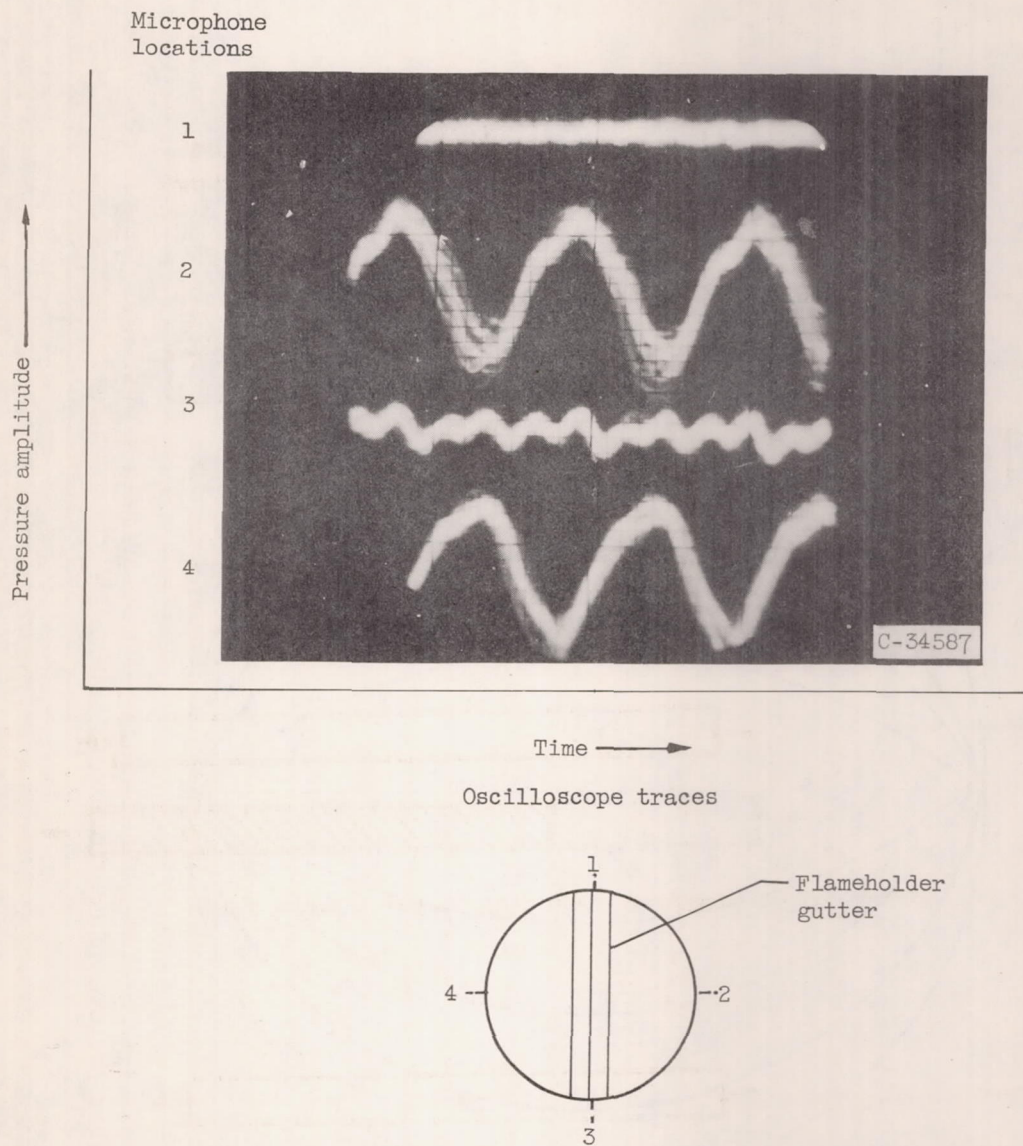 Microphone
locations
1
2
3
4
Pressure amplitude
C-34587
Time
Oscilloscope traces
1
Flameholder
gutter
4
2
3